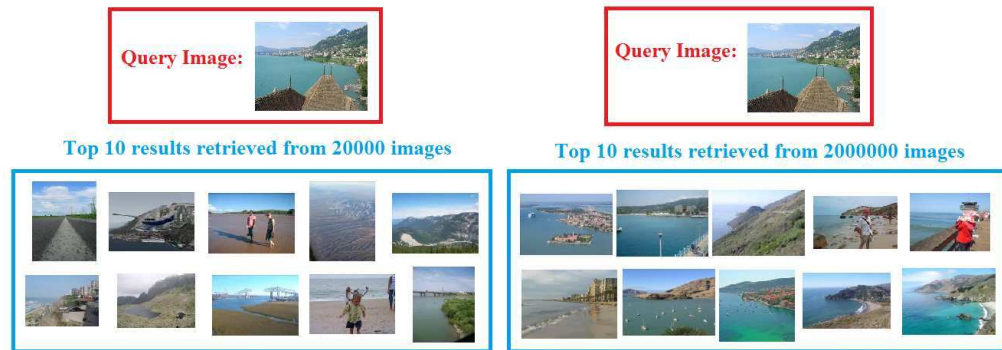 Query Image:
Query Image:
Top 10 results retrieved from 20000 images
Top 10 results retrieved from 2000000 images